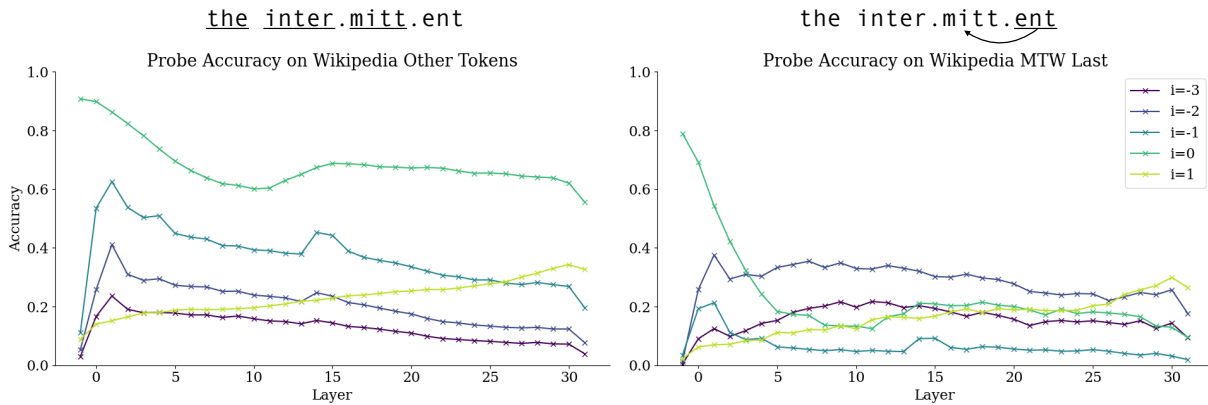 the inter.mitt.ent
the inter.mitt.ent
Probe Accuracy on Wikipedia Other Tokens
Accuracy
1.0
0.8
0.6
0.4
0.2
0.0
0 5 10 15 20 25 30
Layer
Probe Accuracy on Wikipedia MTW Last
1.0
0.8
0.6
0.4
0.2
0.0
0 5 10 15 20 25 30
Layer
i=-3
i=-2
i=-1
i=0
i=1